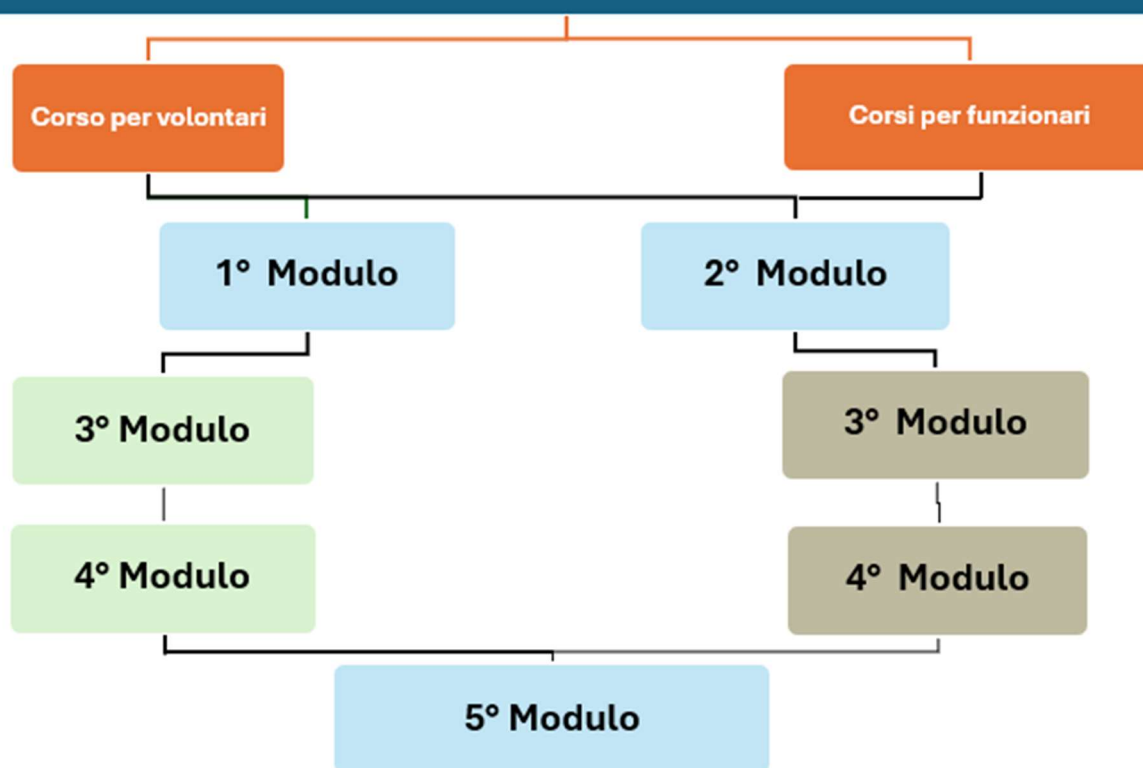 Corso per volontari
Corsi per funzionari
1° Modulo
2° Modulo
3° Modulo
3° Modulo
4° Modulo
4° Modulo
5° Modulo